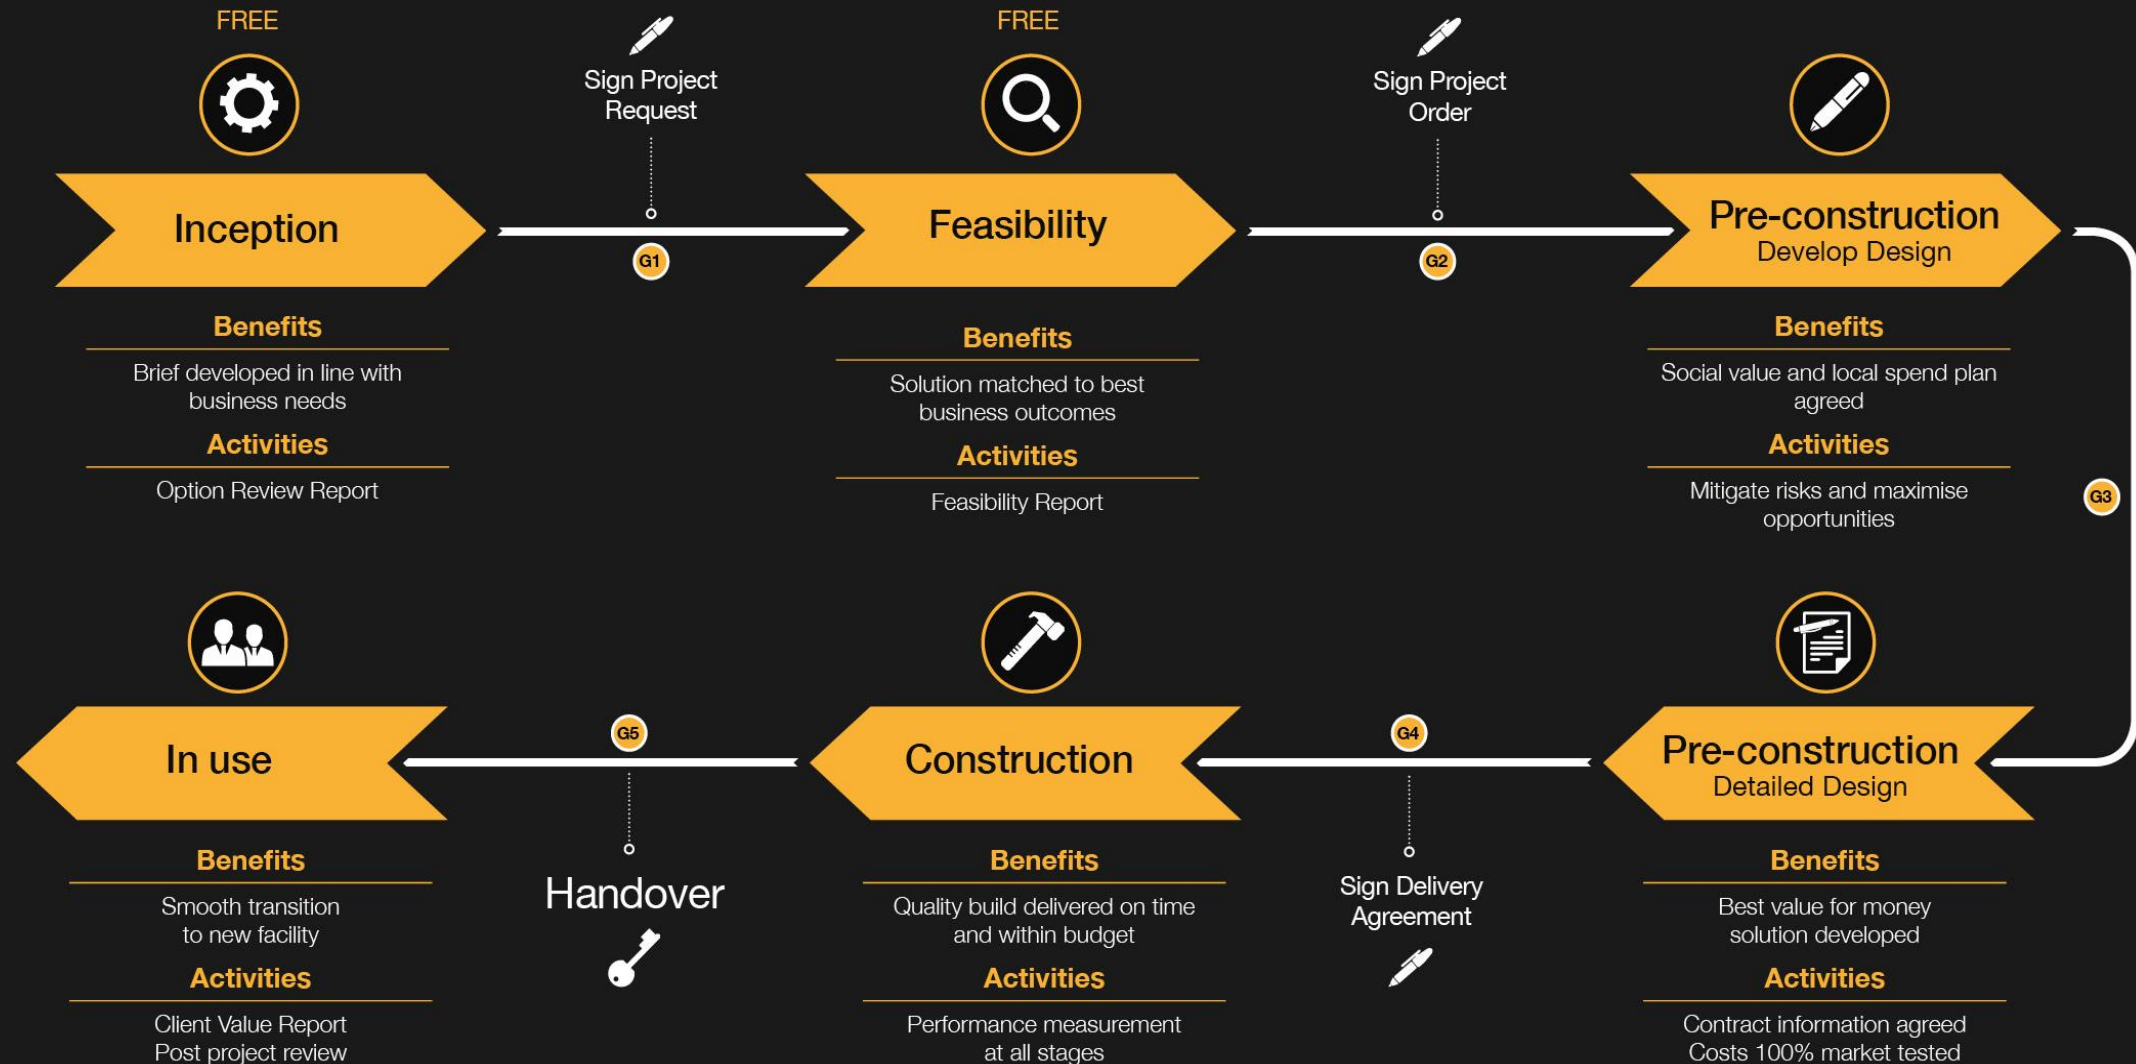 FREE
Inception
Benefits
Brief developed in line with
business needs
Activities
Option Review Report
Sign Project
Request
G1
FREE
Feasibility
Benefits
Solution matched to best
business outcomes
Activities
Feasibility Report
Sign Project
Order
G2
Pre-construction
Develop Design
Benefits
Social value and local spend plan
agreed
Activities
Mitigate risks and maximise
opportunities
G3
Pre-construction
Detailed Design
Benefits
Best value for money
solution developed
Activities
Contract information agreed
Costs 100% market tested
G4
Sign Delivery
Agreement
Construction
Benefits
Quality build delivered on time
and within budget
Activities
Performance measurement
at all stages
G5
Handover
In use
Benefits
Smooth transition
to new facility
Activities
Client Value Report
Post project review